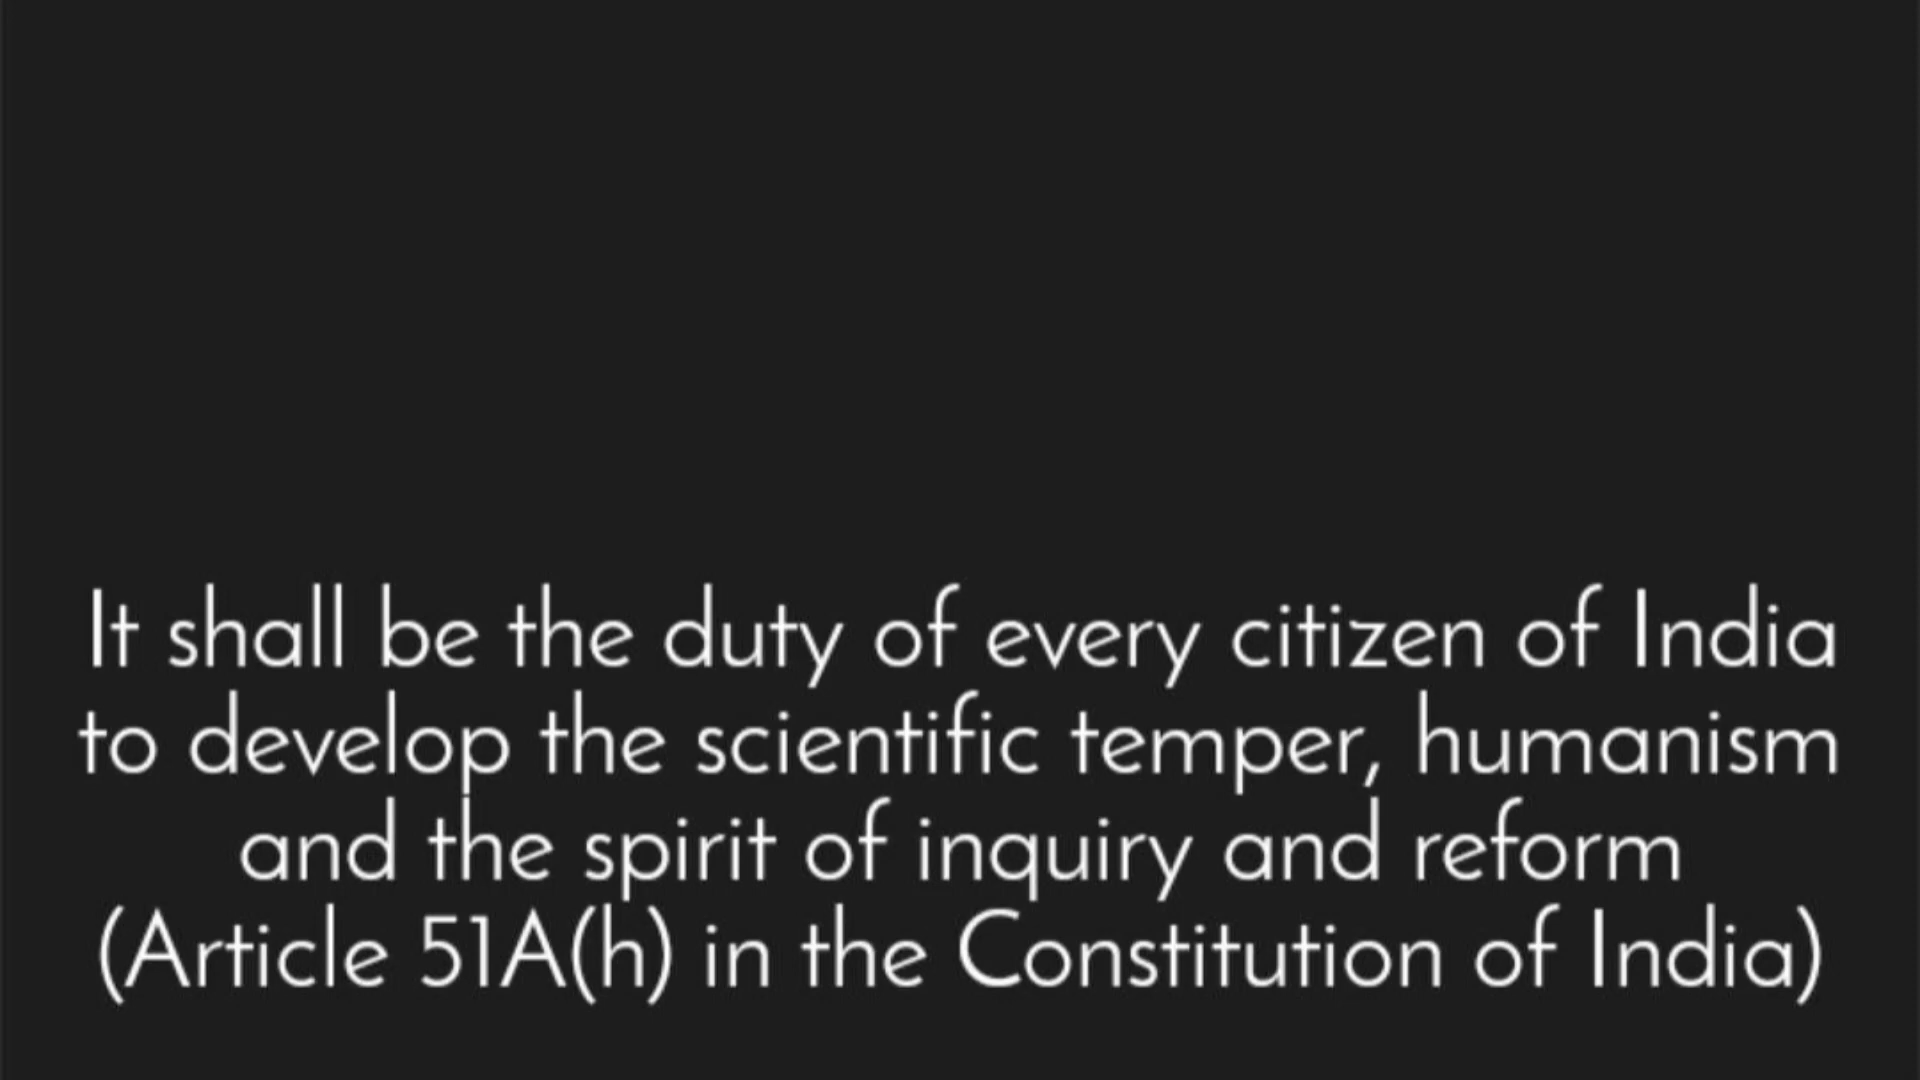 It shall be the duty of every citizen of India
to develop the scientific temper, humanism
and the spirit of inquiry and reform
(Article 51A(h) in the Constitution of India)